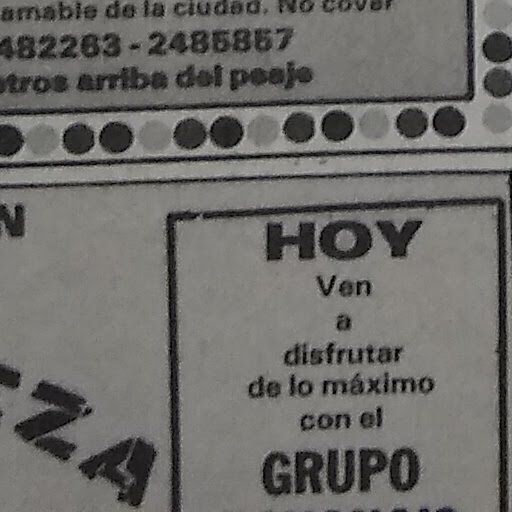 amable de la ciudad. No cover
482283 - 2485857
etros arriba del peaje
N
ZA
HOY
Ven
a
disfrutar
de lo máximo
con el
GRUPO